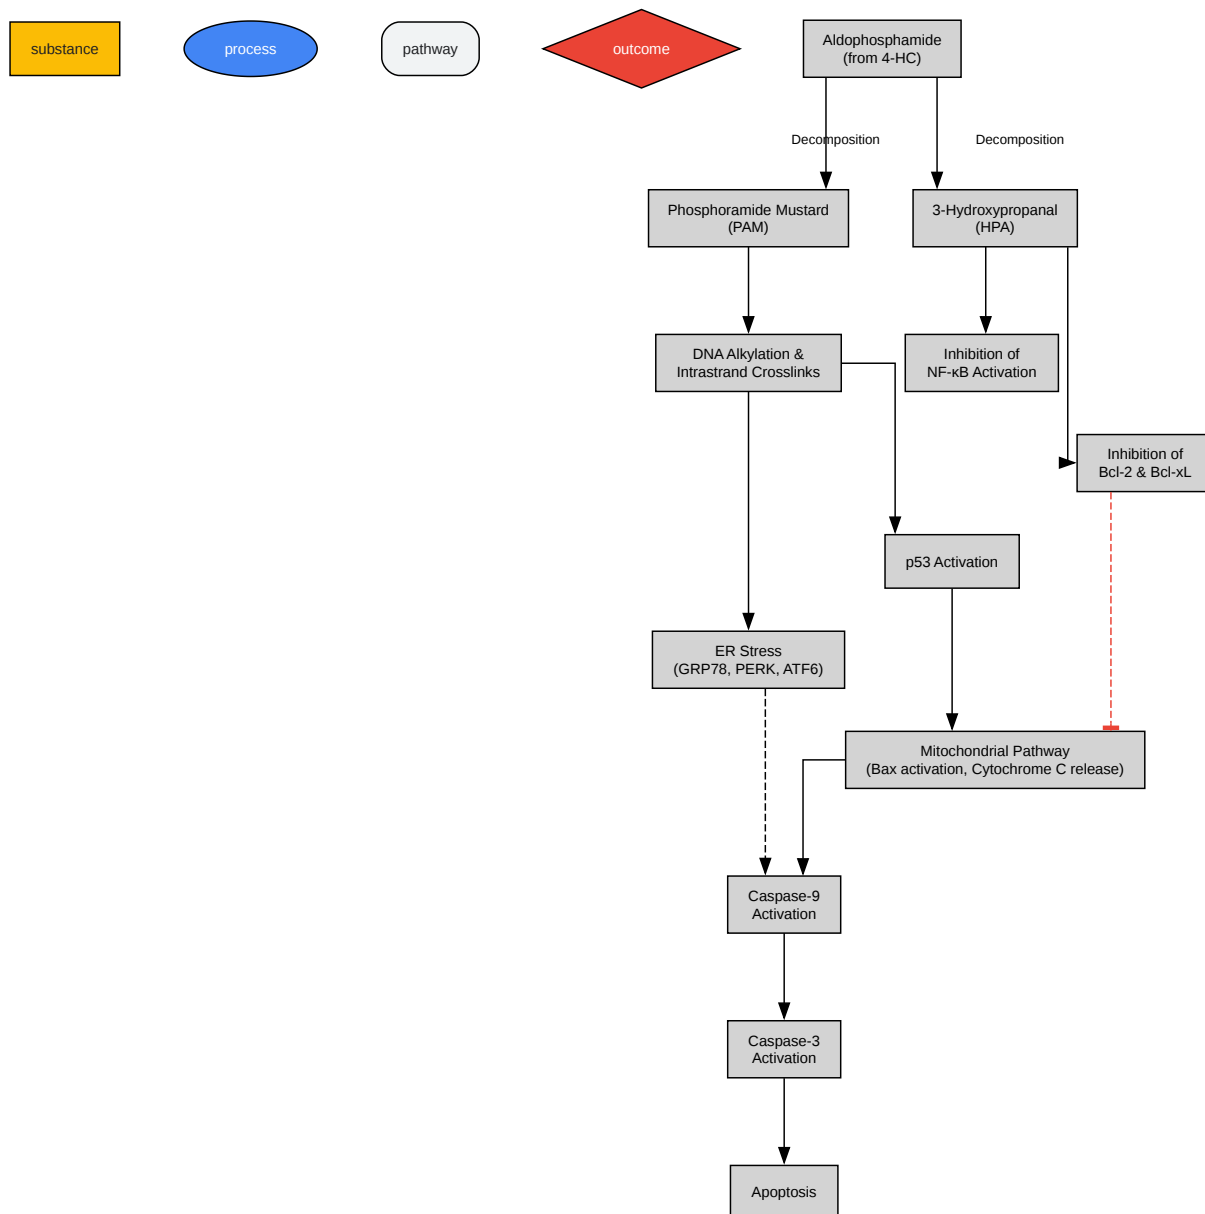 substance
process
pathway
outcome
Aldophosphamide
(from 4-HC)
Decomposition
Decomposition
Phosphoramide Mustard
(PAM)
3-Hydroxypropanal
(HPA)
DNA Alkylation &
Intrastrand Crosslinks
Inhibition of
NF-κB Activation
Inhibition of
Bcl-2 & Bcl-xL
p53 Activation
ER Stress
(GRP78, PERK, ATF6)
Mitochondrial Pathway
(Bax activation, Cytochrome C release)
Caspase-9
Activation
Caspase-3
Activation
Apoptosis